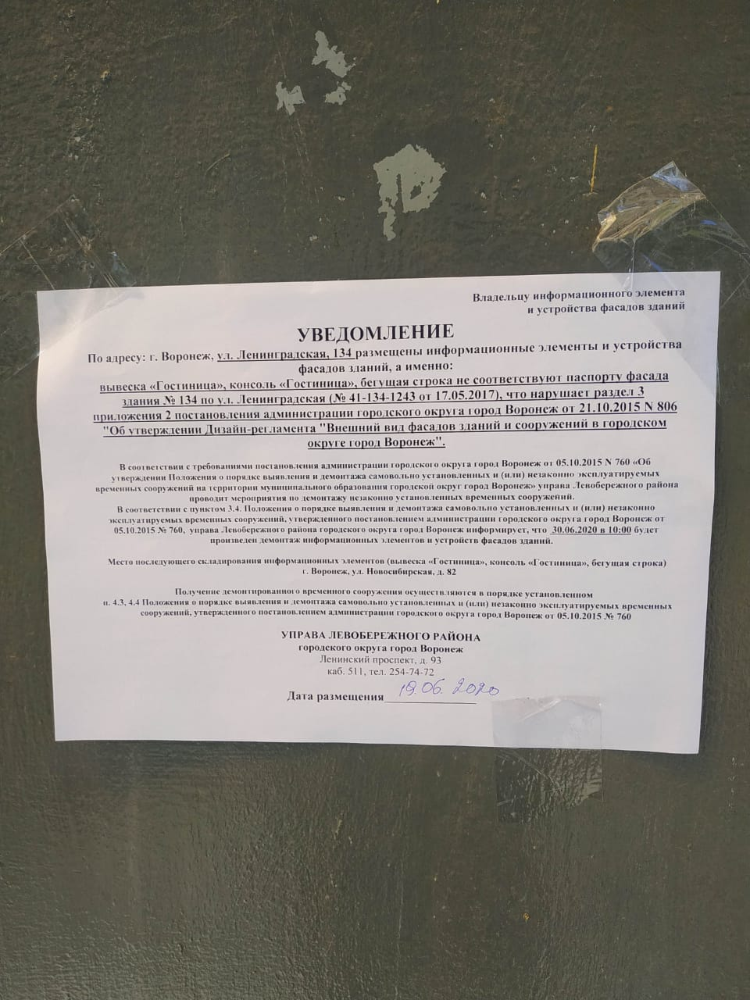 Владельцу информационного элемента
и устройства фасадов зданий
УВЕДОМЛЕНИЕ
По адресу: г. Воронеж, ул. Ленинградская, 134 размещены информационные элементы и устройства
фасадов зданий, а именно:
вывеска «Гостиница», консоль «Гостиница», бегущая строка не соответствуют паспорту фасада
здания № 134 по ул. Ленинградская (№ 41-134-1243 от 17.05.2017), что нарушает раздел 3
приложения 2 постановления администрации городского округа город Воронеж от 21.10.2015 N 806
"Об утверждении Дизайн-регламента "Внешний вид фасадов зданий и сооружений в городском
округе город Воронеж".
В соответствии с требованиями постановления администрации городского округа город Воронеж от 05.10.2015 N 760 «Об
утверждении Положения о порядке выявления и демонтажа самовольно установленных и (или) незаконно эксплуатируемых
временных сооружений на территории муниципального образования городской округ город Воронеж» управа Левобережного района
проводит мероприятия по демонтажу незаконно установленных временных сооружений.
В соответствии с пунктом 3.4. Положения о порядке выявления и демонтажа самовольно установленных и (или) незаконно
эксплуатируемых временных сооружений, утвержденного постановлением администрации городского округа город Воронеж от
05.10.2015 № 760, управа Левобережного района городского округа город Воронеж информирует, что 30.06.2020 в 10:00 будет
произведен демонтаж информационных элементов и устройств фасадов зданий.
Место последующего складирования информационных элементов (вывеска «Гостиница», консоль «Гостиница», бегущая строка)
г. Воронеж, ул. Новосибирская, д. 82
Получение демонтированного временного сооружения осуществляются в порядке установленном
п. 4.3, 4.4 Положения о порядке выявления и демонтажа самовольно установленных и (или) незаконно эксплуатируемых временных
сооружений, утвержденного постановлением администрации городского округа город Воронеж от 05.10.2015 № 760
УПРАВА ЛЕВОБЕРЕЖНОГО РАЙОНА
городского округа город Воронеж
Ленинский проспект, д. 93
каб. 511, тел. 254-74-72
Дата размещения 19.06.2020